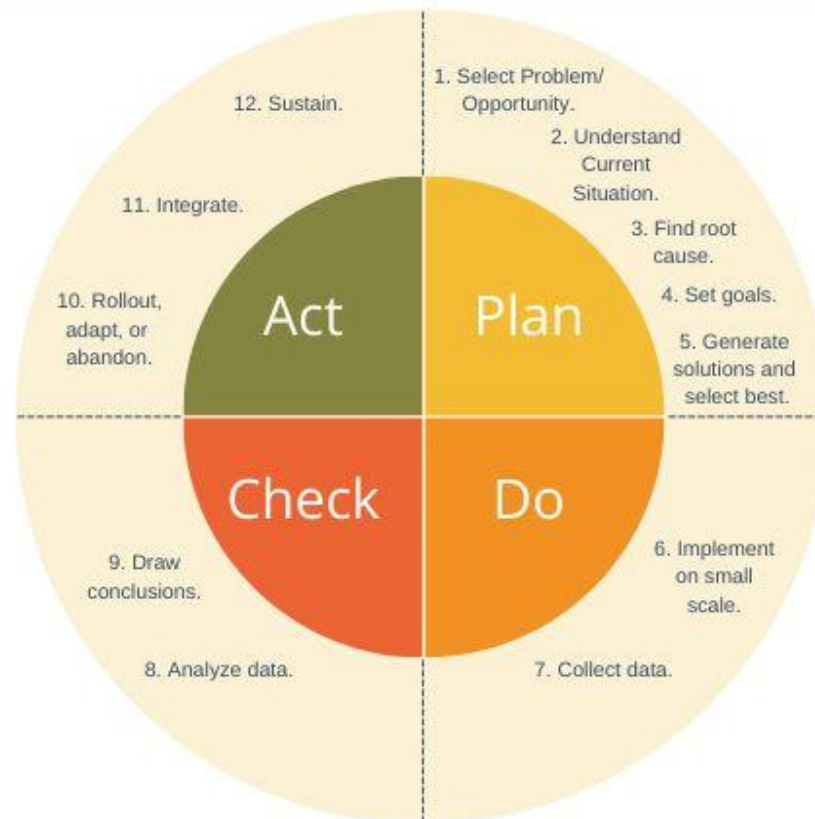 1. Select Problem/
Opportunity.
2. Understand
Current
Situation.
3. Find root
cause.
4. Set goals.
5. Generate
solutions and
select best.
Plan
6. Implement
on small
scale.
7. Collect data.
Do
8. Analyze data.
9. Draw
conclusions.
Check
10. Rollout,
adapt, or
abandon.
11. Integrate.
12. Sustain.
Act